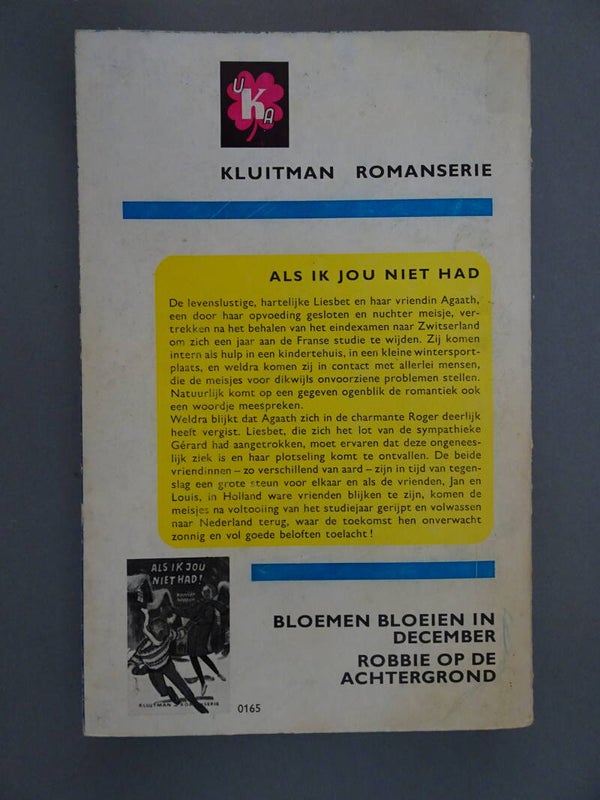 UKA
KLUITMAN ROMANSERIE
ALS IK JOU NIET HAD
De levenslustige, hartelijke Liesbet en haar vriendin Agaath,
een door haar opvoeding gesloten en nuchter meisje, ver-
trekken na het behalen van het eindexamen naar Zwitserland
om zich een jaar aan de Franse studie te wijden. Zij komen
intern als hulp in een kindertehuis, in een kleine wintersport-
plaats, en weldra komen zij in contact met allerlei mensen,
die de meisjes voor dikwijls onvoorziene problemen stellen.
Natuurlijk komt op een gegeven ogenblik de romantiek ook
een woordje meespreken.
Weldra blijkt dat Agaath zich in de charmante Roger deerlijk
heeft vergist. Liesbet, die zich het lot van de sympathieke
Gérard had aangetrokken, moet ervaren dat deze ongenees-
lijk ziek is en haar plotseling komt te ontvallen. De beide
vriendinnen – zo verschillend van aard – zijn in tijd van tegen-
slag een grote steun voor elkaar en als de vrienden, Jan en
Louis, in Holland ware vrienden blijken te zijn, komen de
meisjes na voltooiing van het studiejaar gerijpt en volwassen
naar Nederland terug, waar de toekomst hen onverwacht
zonnig en vol goede beloften toelacht!
ALS IK JOU
NIET HAD!
KLUITMAN ROMANSERIE
0165
BLOEMEN BLOEIEN IN
DECEMBER
ROBBIE OP DE
ACHTERGROND